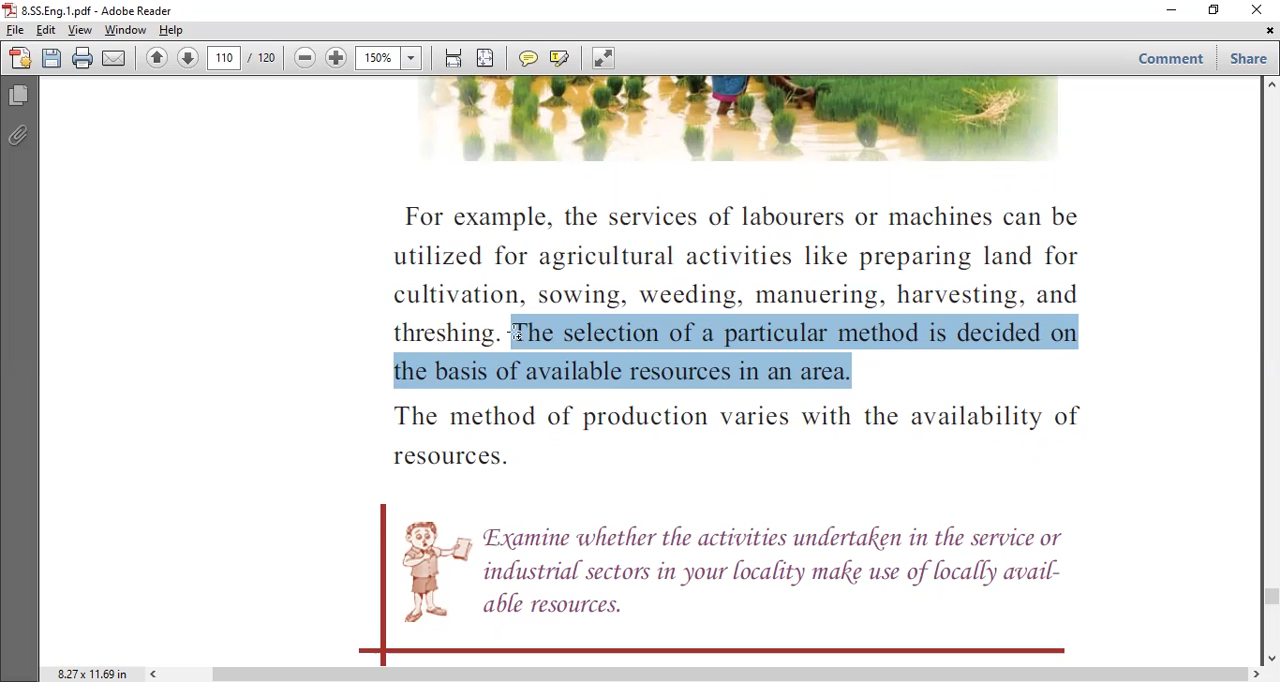 8.SS.Eng.1.pdf - Adobe Reader
File Edit View Window Help
110 / 120 150% Comment Share
For example, the services of labourers or machines can be
utilized for agricultural activities like preparing land for
cultivation, sowing, weeding, manuering, harvesting, and
threshing. The selection of a particular method is decided on
the basis of available resources in an area.
The method of production varies with the availability of
resources.
Examine whether the activities undertaken in the service or
industrial sectors in your locality make use of locally avail-
able resources.
8.27 x 11.69 in